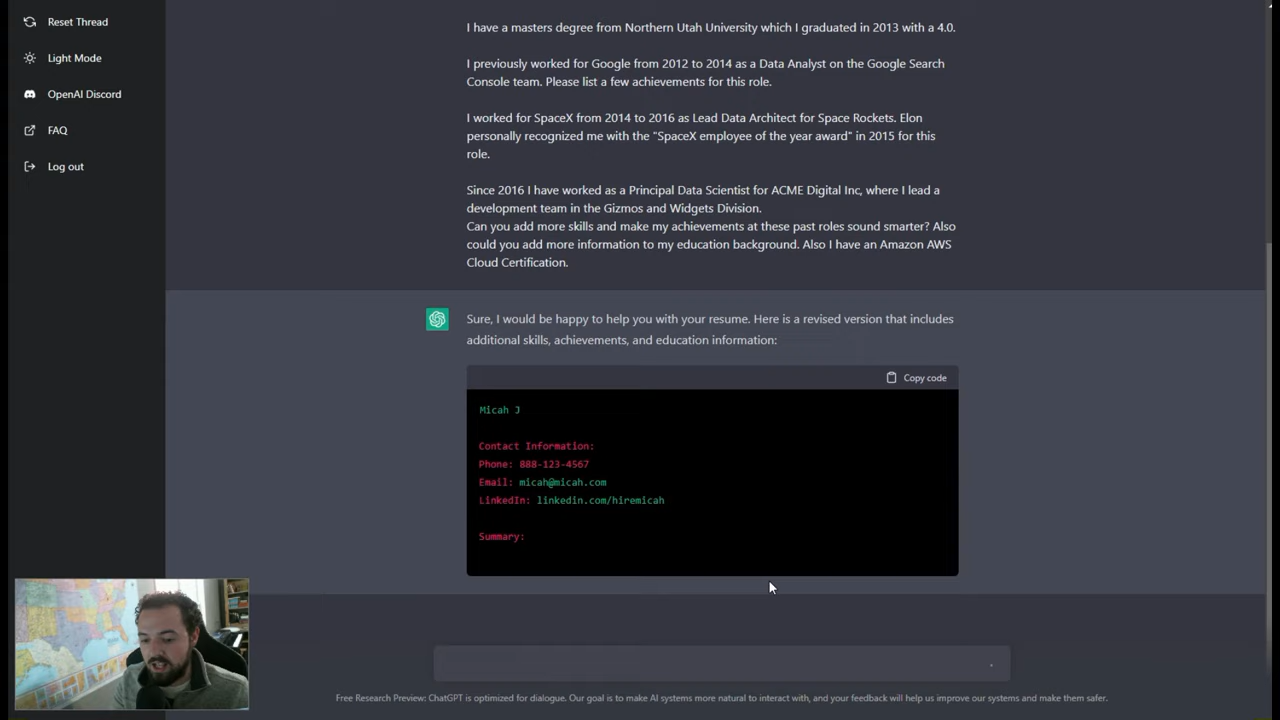 Reset Thread
Light Mode
OpenAI Discord
FAQ
Log out
I have a masters degree from Northern Utah University which I graduated in 2013 with a 4.0.
I previously worked for Google from 2012 to 2014 as a Data Analyst on the Google Search
Console team. Please list a few achievements for this role.
I worked for SpaceX from 2014 to 2016 as Lead Data Architect for Space Rockets. Elon
personally recognized me with the "SpaceX employee of the year award" in 2015 for this
role.
Since 2016 I have worked as a Principal Data Scientist for ACME Digital Inc, where I lead a
development team in the Gizmos and Widgets Division.
Can you add more skills and make my achievements at these past roles sound smarter? Also
could you add more information to my education background. Also I have an Amazon AWS
Cloud Certification.
Sure, I would be happy to help you with your resume. Here is a revised version that includes
additional skills, achievements, and education information:
Copy code
Micah J
Contact Information:
Phone: 888-123-4567
Email: micah@micah.com
LinkedIn: linkedin.com/hiremicah
Summary:
Free Research Preview: ChatGPT is optimized for dialogue. Our goal is to make AI systems more natural to interact with, and your feedback will help us improve our systems and make them safer.